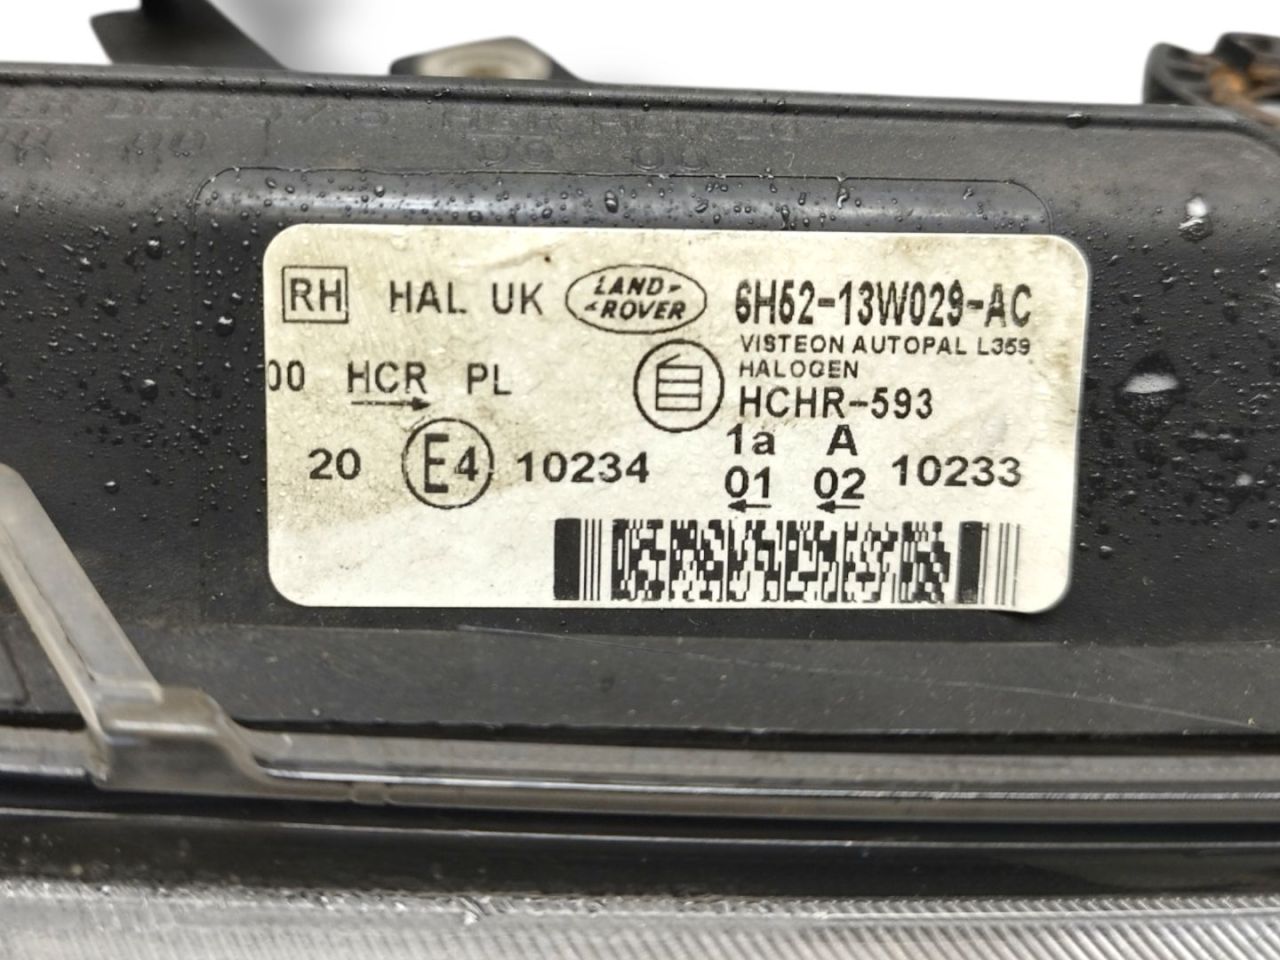 RH HAL UK LAND- -ROVER 6H52-13W029-AC
VISTEON AUTOPAL L359
00 HCR PL HALOGEN
HCHR-593
1a A
20 E4 10234 01 02 10233